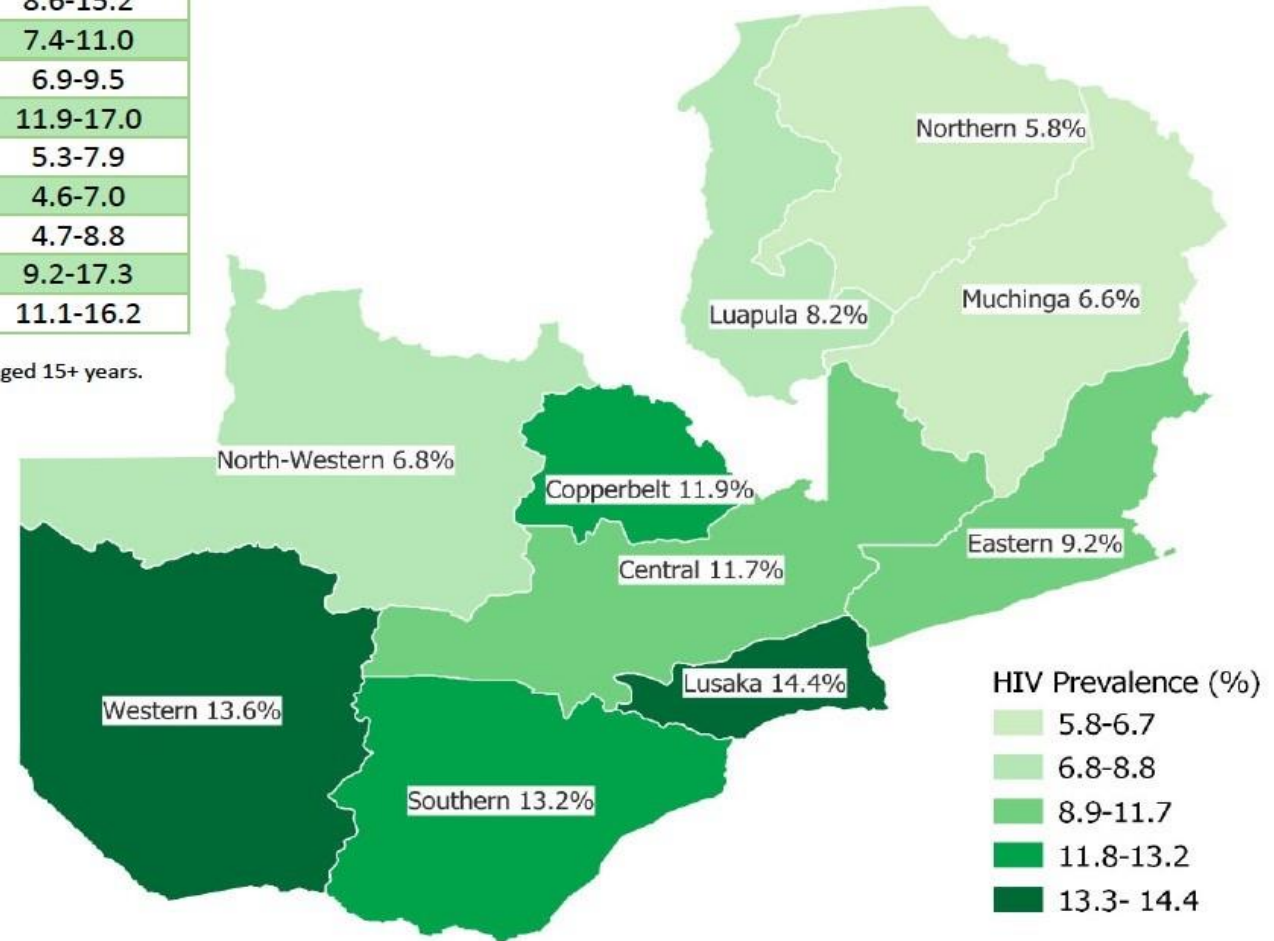 8.6-15.2
7.4-11.0
6.9-9.5
11.9-17.0
5.3-7.9
4.6-7.0
4.7-8.8
9.2-17.3
11.1-16.2
ged 15+ years.
Northern 5.8%
Muchinga 6.6%
Luapula 8.2%
North-Western 6.8%
Copperbelt 11.9%
Eastern 9.2%
Central 11.7%
Lusaka 14.4%
Western 13.6%
Southern 13.2%
HIV Prevalence (%)
5.8-6.7
6.8-8.8
8.9-11.7
11.8-13.2
13.3- 14.4